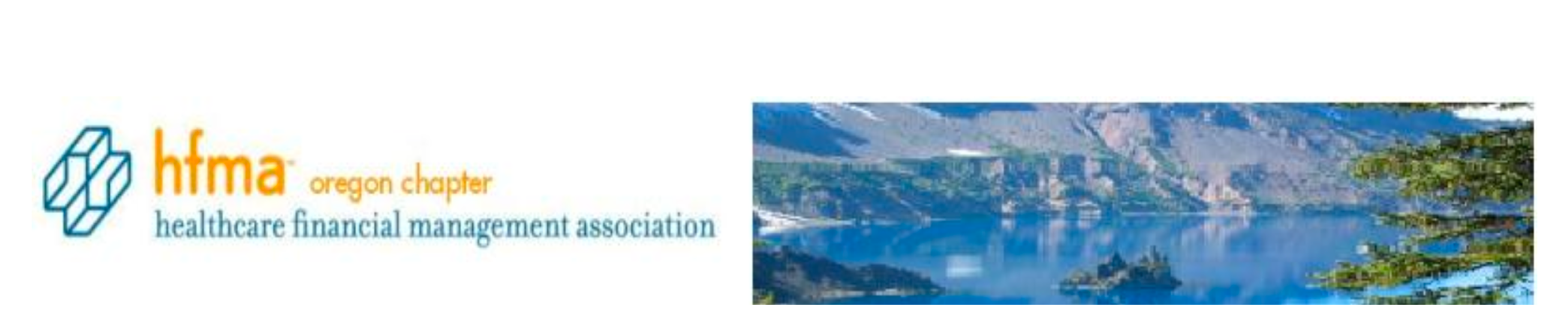 hfma™ oregon chapter
healthcare financial management association